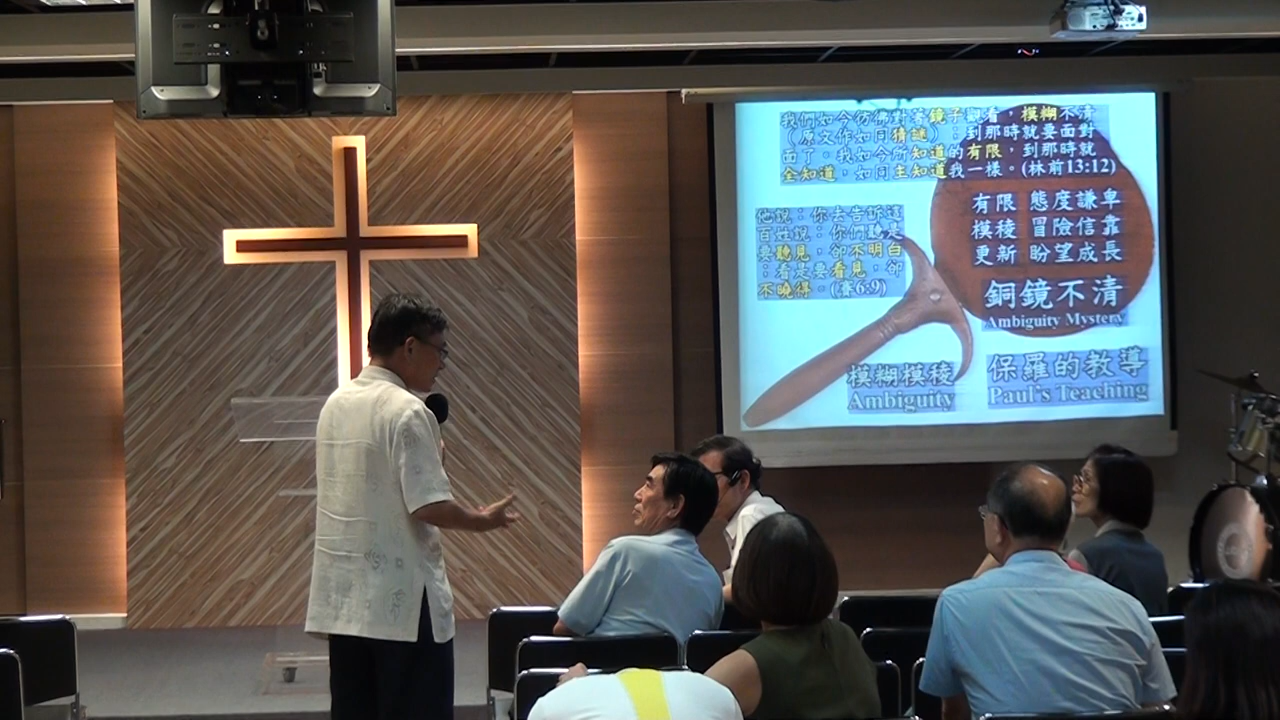 我們如今彷彿對著鏡子觀看，模糊不清
（原文作如同猜謎）；到那時就要面對
面了。我如今所知道的有限，到那時就
全知道，如同主知道我一樣。(林前13:12)
他說：你去告訴這
百姓說：你們聽是
要聽見，卻不明白
；看是要看見，卻
不曉得。(賽6:9)
有限 態度謙卑
模稜 冒險信靠
更新 盼望成長
銅鏡不清
Ambiguity Mystery
模糊模稜
Ambiguity
保羅的教導
Paul's Teaching